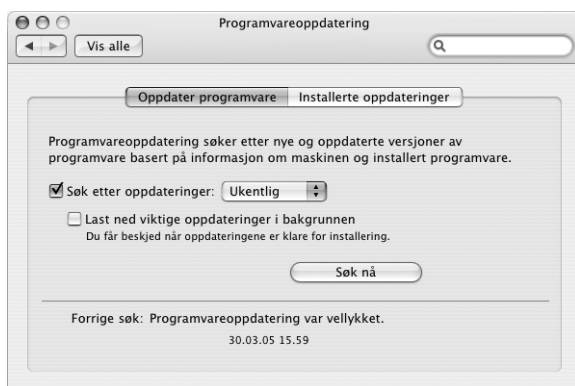 Programvareoppdatering
Vis alle
Oppdater programvare
Installerte oppdateringer
Programvareoppdatering søker etter nye og oppdaterte versjoner av
programvare basert på informasjon om maskinen og installert programvare.
Søk etter oppdateringer: Ukentlig
Last ned viktige oppdateringer i bakgrunnen
Du får beskjed når oppdateringene er klare for installering.
Søk nå
Forrige søk: Programvareoppdatering var vellykket.
30.03.05 15.59